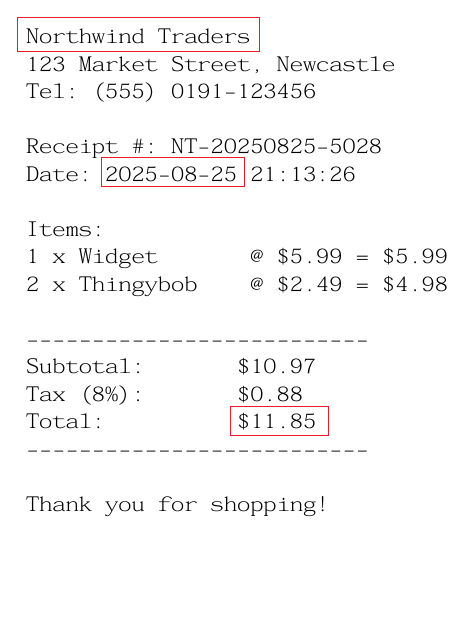 Northwind Traders
123 Market Street, Newcastle
Tel: (555) 0191-123456
Receipt #: NT-20250825-5028
Date: 2025-08-25 21:13:26
Items:
1 x Widget @ $5.99 = $5.99
2 x Thingybob @ $2.49 = $4.98
--------------------------
Subtotal: $10.97
Tax (8%): $0.88
Total: $11.85
--------------------------
Thank you for shopping!